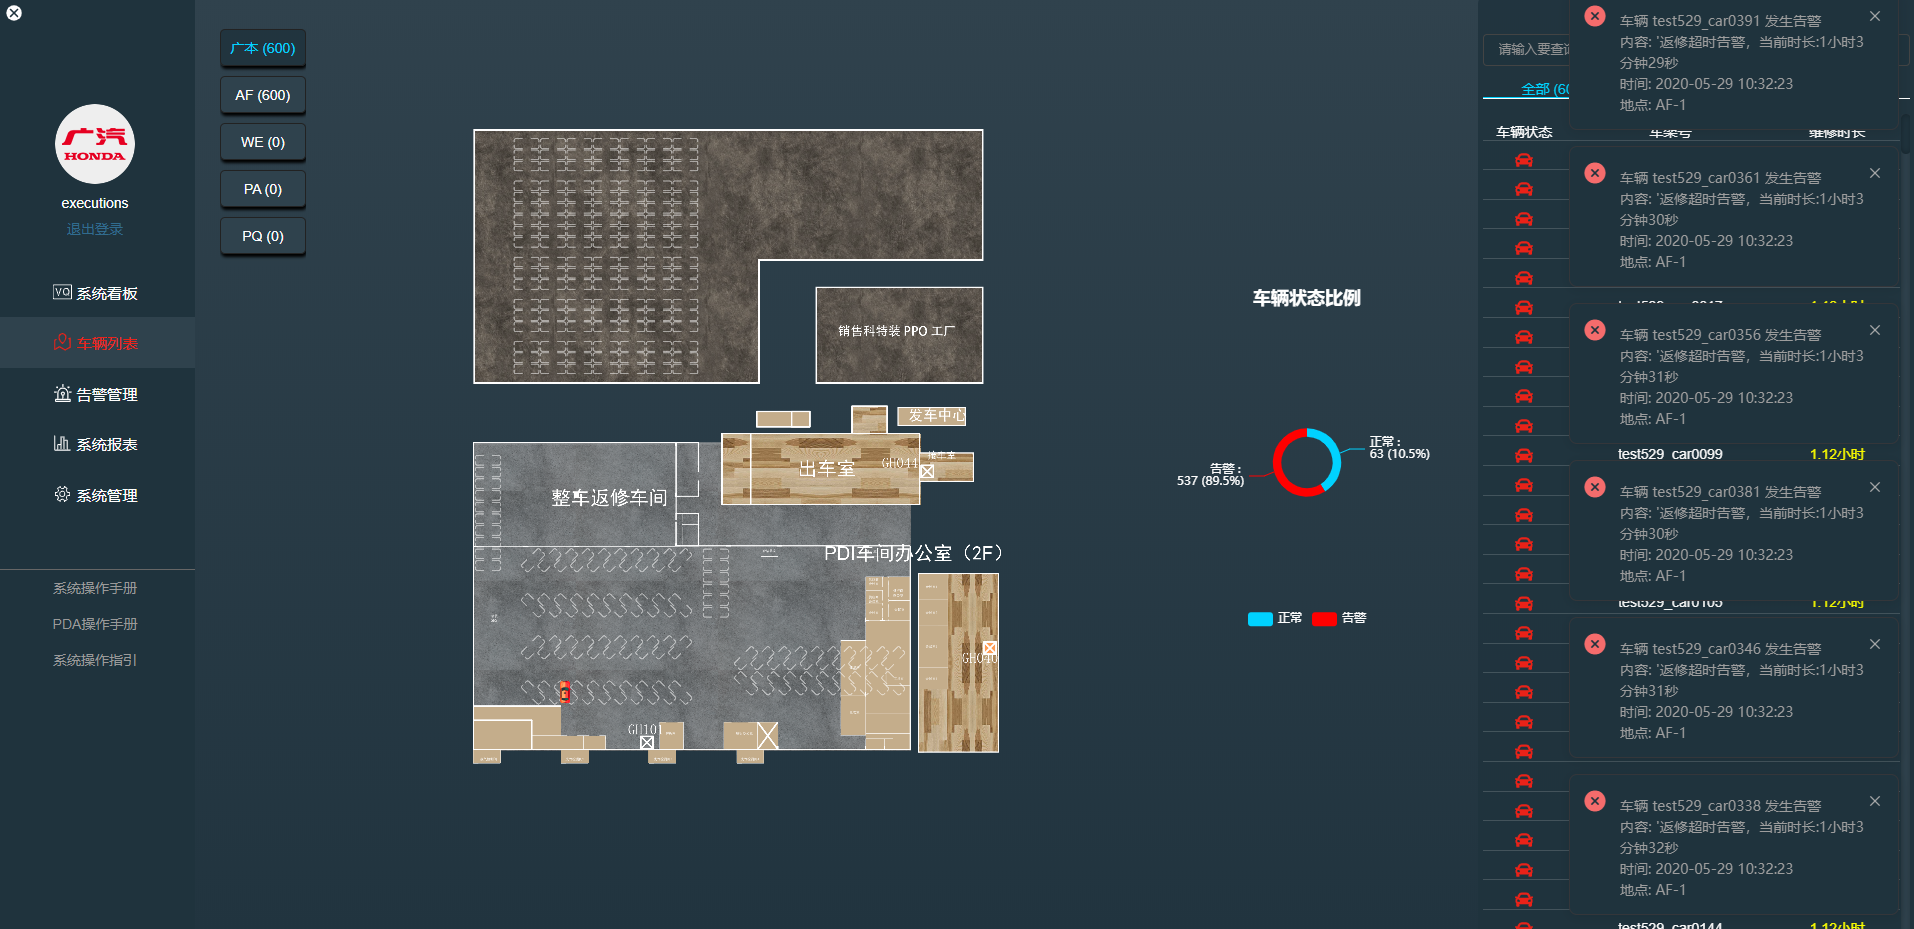 广汽
HONDA
executions
退出登录
系统看板
车辆列表
告警管理
系统报表
系统管理
系统操作手册
PDA操作手册
系统操作指引
广本 (600)
AF (600)
WE (0)
PA (0)
PQ (0)
销售科特装 PPO 工厂
发车中心
出车室
GH044
整车返修车间
PDI车间办公室（2F）
GH040
GH101
车辆状态比例
正常 :
63 (10.5%)
告警 :
537 (89.5%)
正常
告警
请输入要查
全部 (60
车辆状态
车架号
维修时长
test529_car0099
1.12小时
test529_car0105
1.12小时
test529_car0144
1.12小时
车辆 test529_car0391 发生告警
内容: '返修超时告警，当前时长:1小时3
分钟29秒
时间: 2020-05-29 10:32:23
地点: AF-1
车辆 test529_car0361 发生告警
内容: '返修超时告警，当前时长:1小时3
分钟30秒
时间: 2020-05-29 10:32:23
地点: AF-1
车辆 test529_car0356 发生告警
内容: '返修超时告警，当前时长:1小时3
分钟31秒
时间: 2020-05-29 10:32:23
地点: AF-1
车辆 test529_car0381 发生告警
内容: '返修超时告警，当前时长:1小时3
分钟30秒
时间: 2020-05-29 10:32:23
地点: AF-1
车辆 test529_car0346 发生告警
内容: '返修超时告警，当前时长:1小时3
分钟31秒
时间: 2020-05-29 10:32:23
地点: AF-1
车辆 test529_car0338 发生告警
内容: '返修超时告警，当前时长:1小时3
分钟32秒
时间: 2020-05-29 10:32:23
地点: AF-1